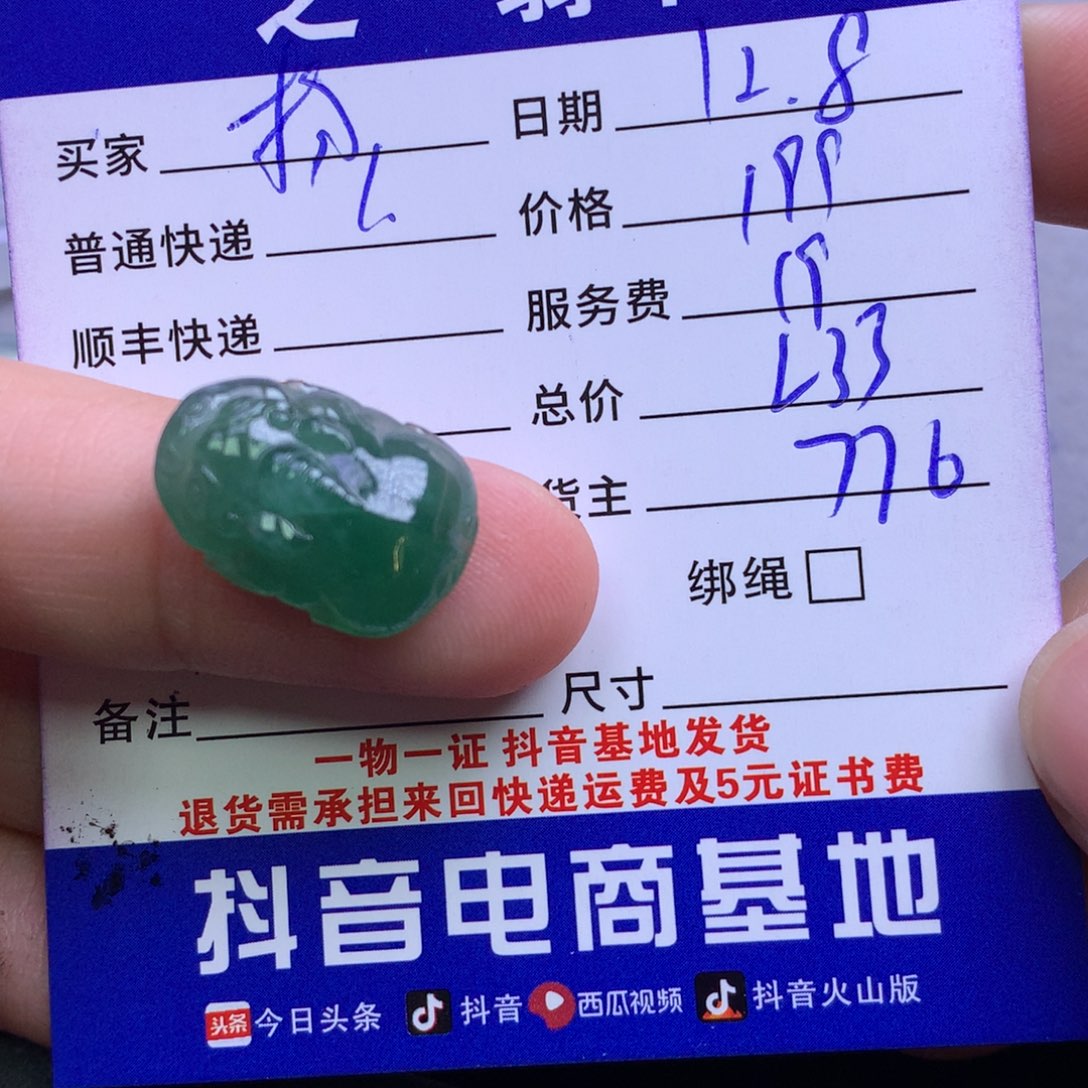 之
买家 日期 12.8
普通快递 价格 199
顺丰快递 服务费 19
总价 233
货主 776
绑绳
备注 尺寸
一物一证 抖音基地发货
退货需承担来回快递运费及5元证书费
抖音电商基地
头条 今日头条 抖音 西瓜视频 抖音火山版